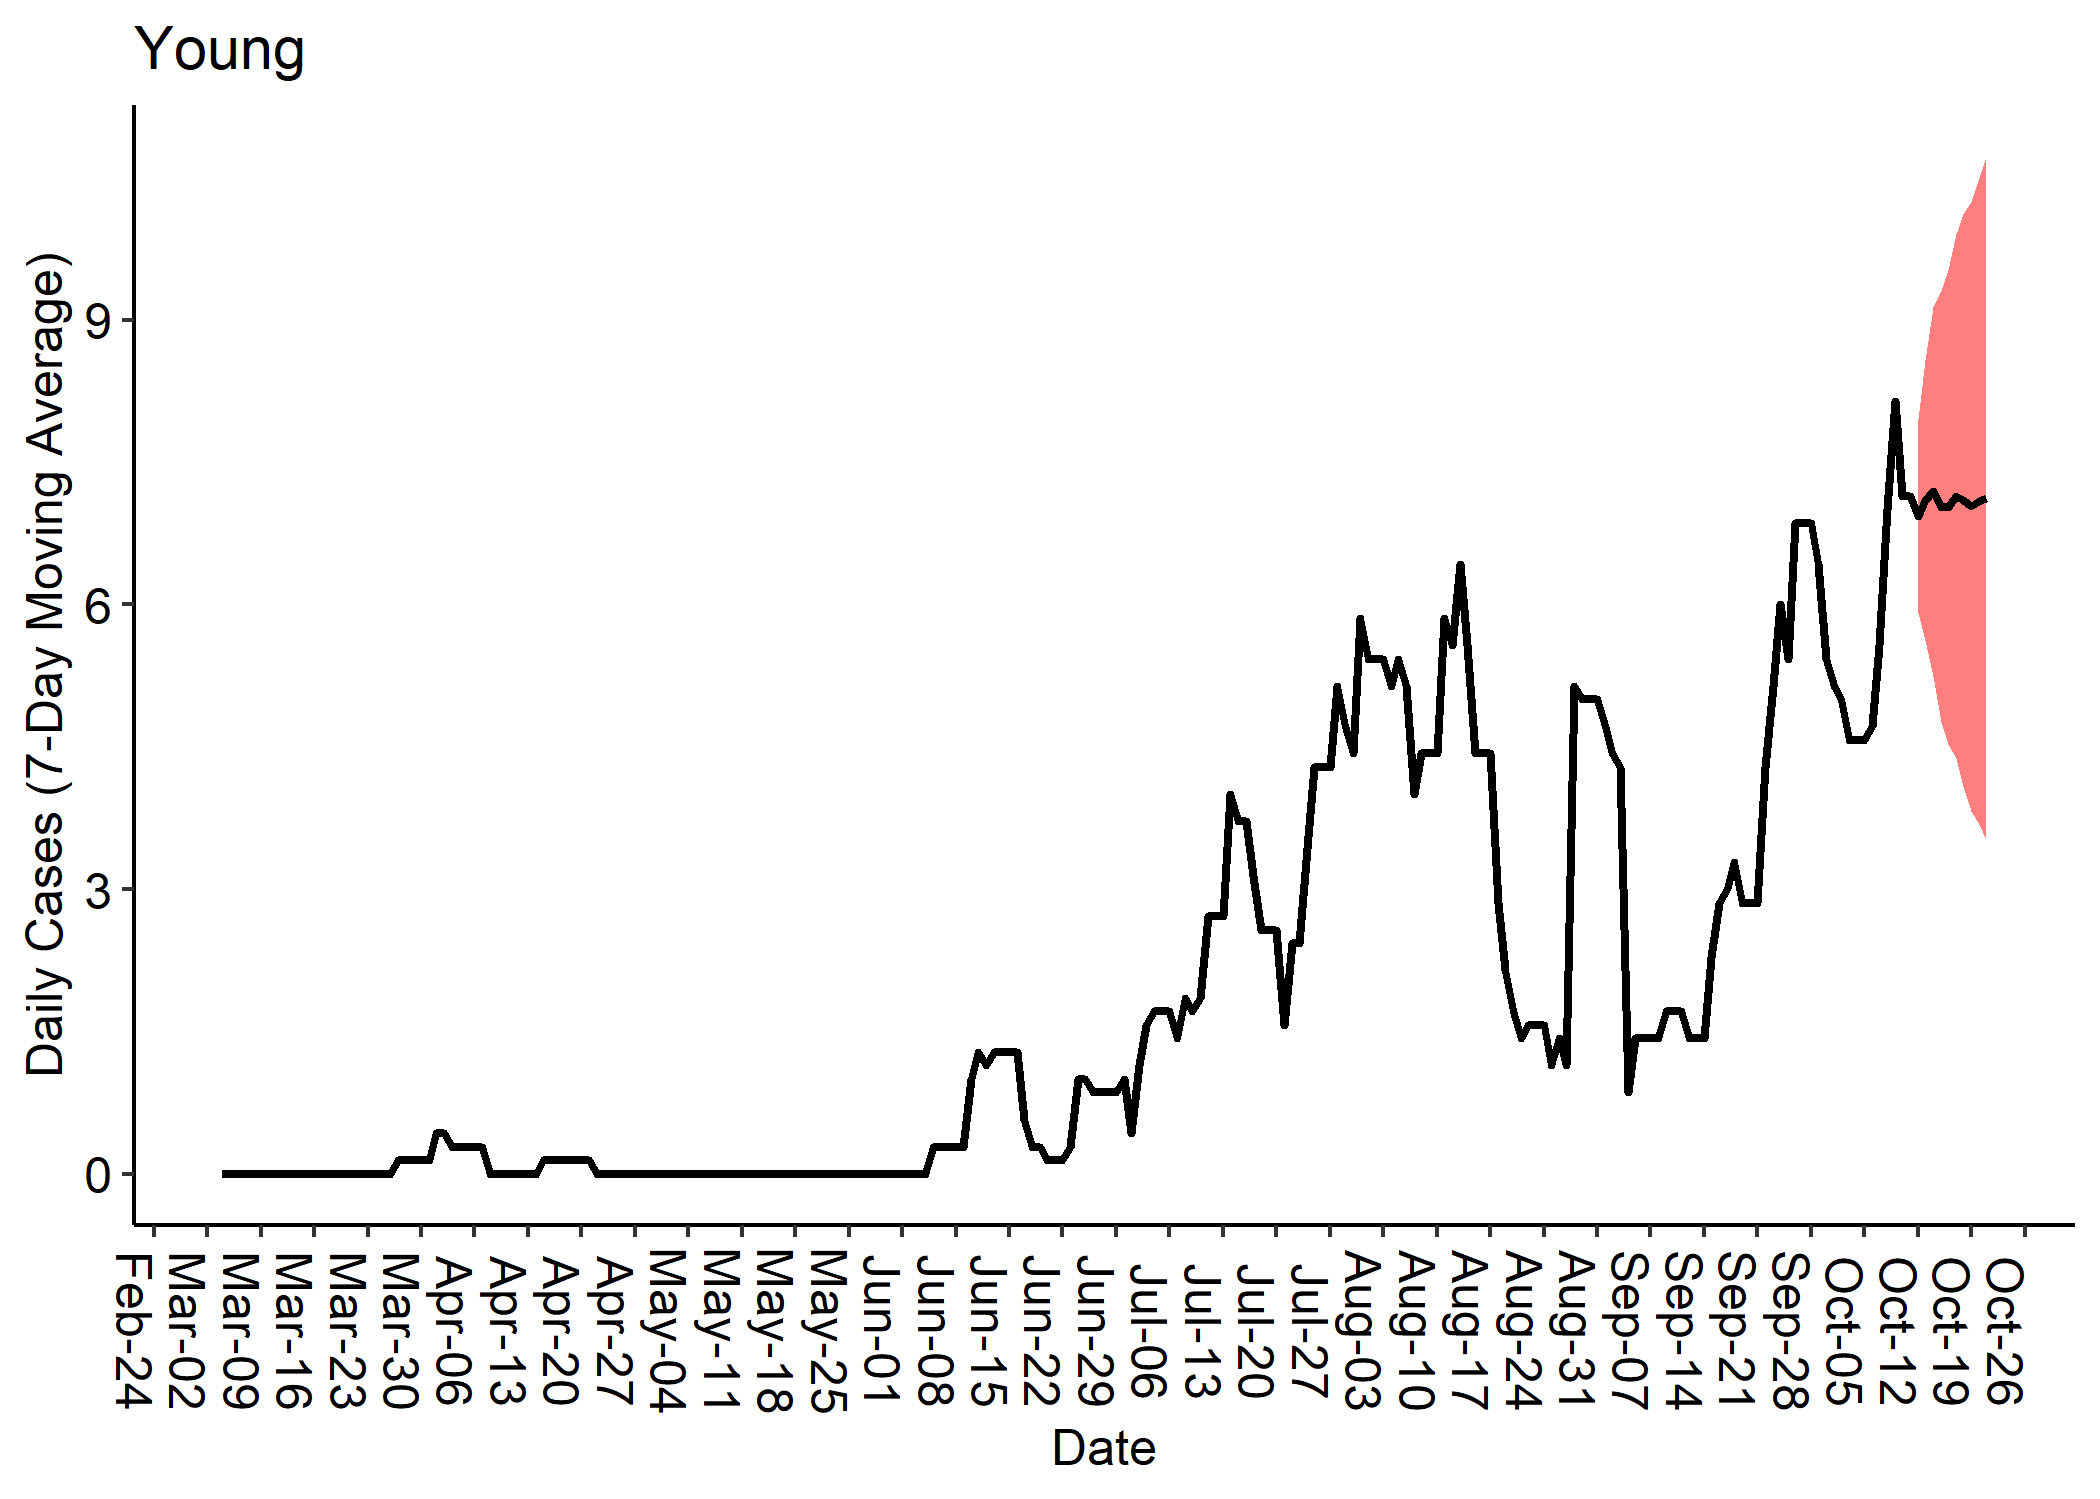 Young
Daily Cases (7-Day Moving Average)
9
6
3
0
Feb-24
Mar-02
Mar-09
Mar-16
Mar-23
Mar-30
Apr-06
Apr-13
Apr-20
Apr-27
May-04
May-11
May-18
May-25
Jun-01
Jun-08
Jun-15
Jun-22
Jun-29
Jul-06
Jul-13
Jul-20
Jul-27
Aug-03
Aug-10
Aug-17
Aug-24
Aug-31
Sep-07
Sep-14
Sep-21
Sep-28
Oct-05
Oct-12
Oct-19
Oct-26
Date